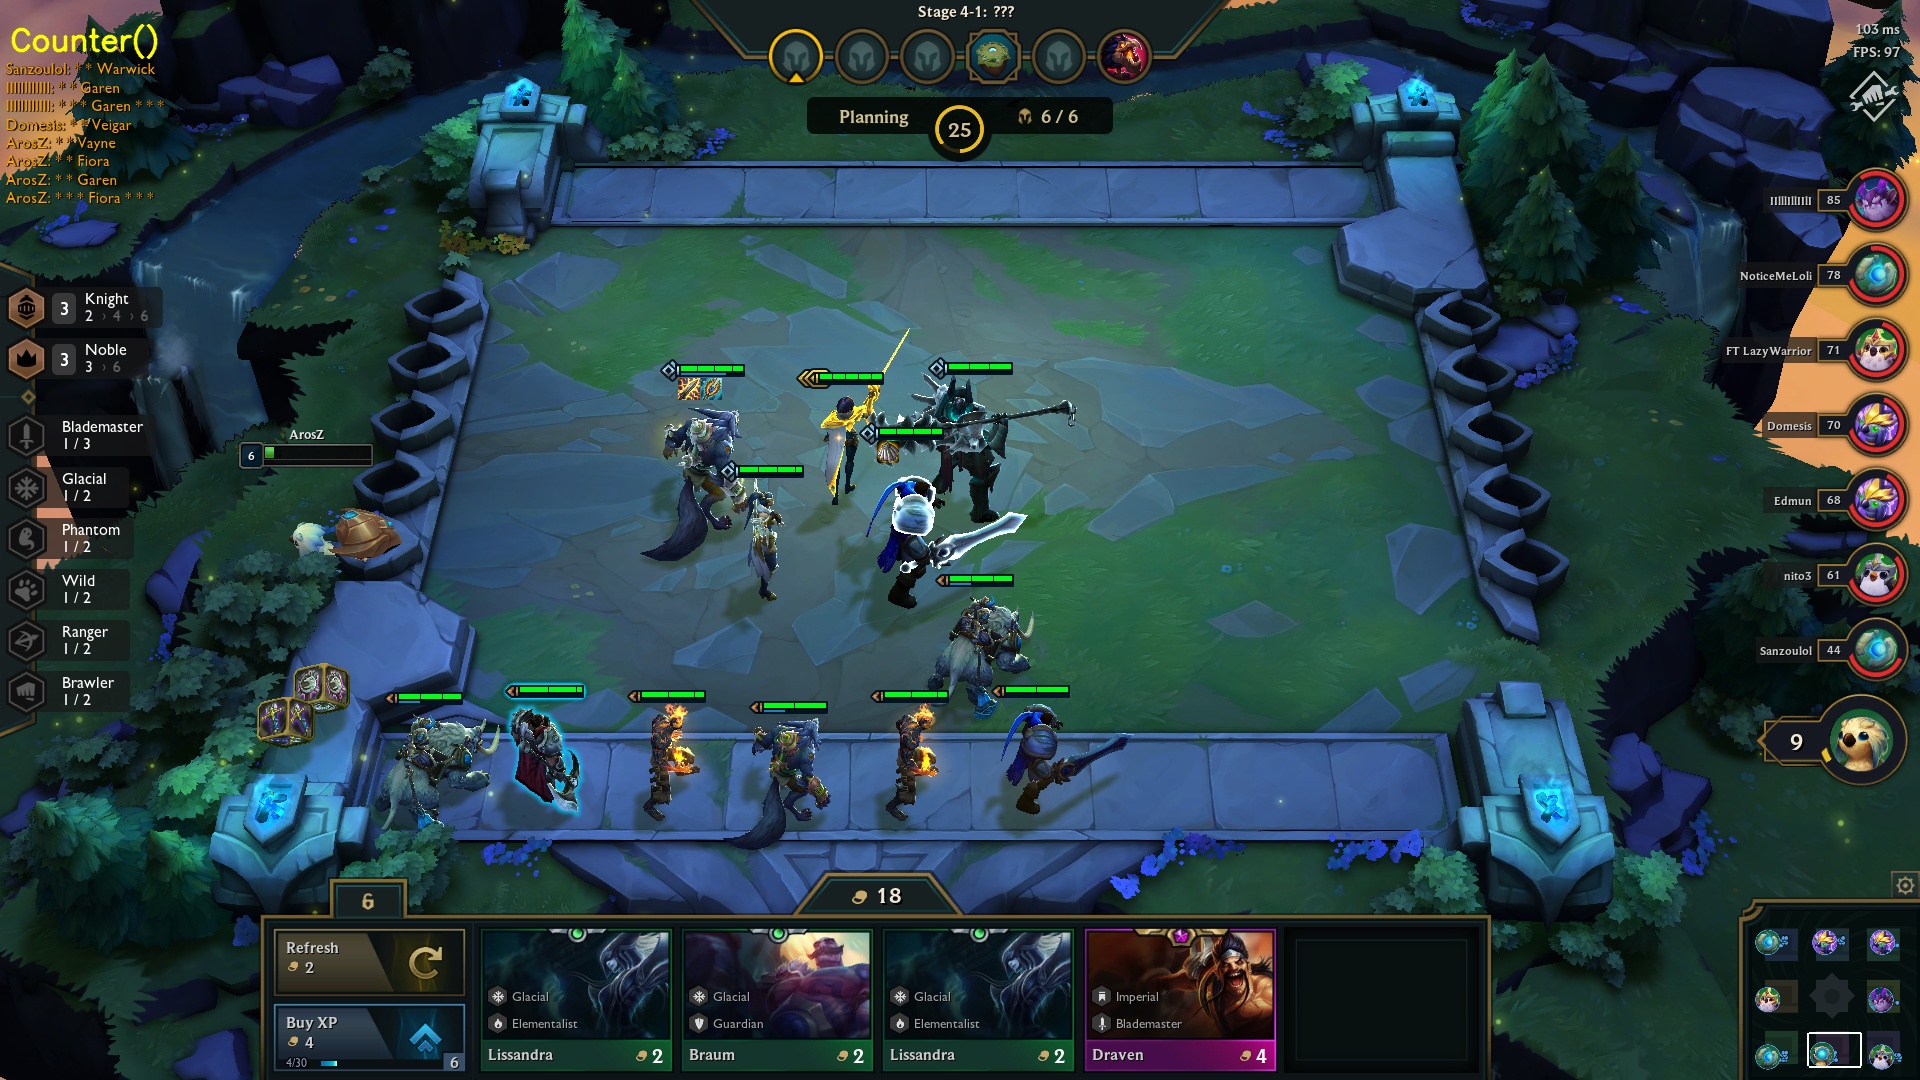 Stage 4-1: ???
Counter()
Sanzoulol: * * Warwick
* * Garen
* * * Garen * * *
Domesis: * * Veigar
ArosZ: * * Vayne
ArosZ: * * Fiora
ArosZ: * * Garen
ArosZ: * * * Fiora * * *
103 ms
FPS: 97
Planning
25
6 / 6
85
NoticeMeLoli
78
FT LazyWarrior
71
Domesis
70
Edmun
68
nito3
61
Sanzoulol
44
9
3
Knight
2 › 4 › 6
3
Noble
3 › 6
Blademaster
1 / 3
Glacial
1 / 2
Phantom
1 / 2
Wild
1 / 2
Ranger
1 / 2
Brawler
1 / 2
ArosZ
6
6
18
Refresh
2
Buy XP
4
4/30
6
Glacial
Elementalist
Lissandra
2
Glacial
Guardian
Braum
2
Glacial
Elementalist
Lissandra
2
Imperial
Blademaster
Draven
4